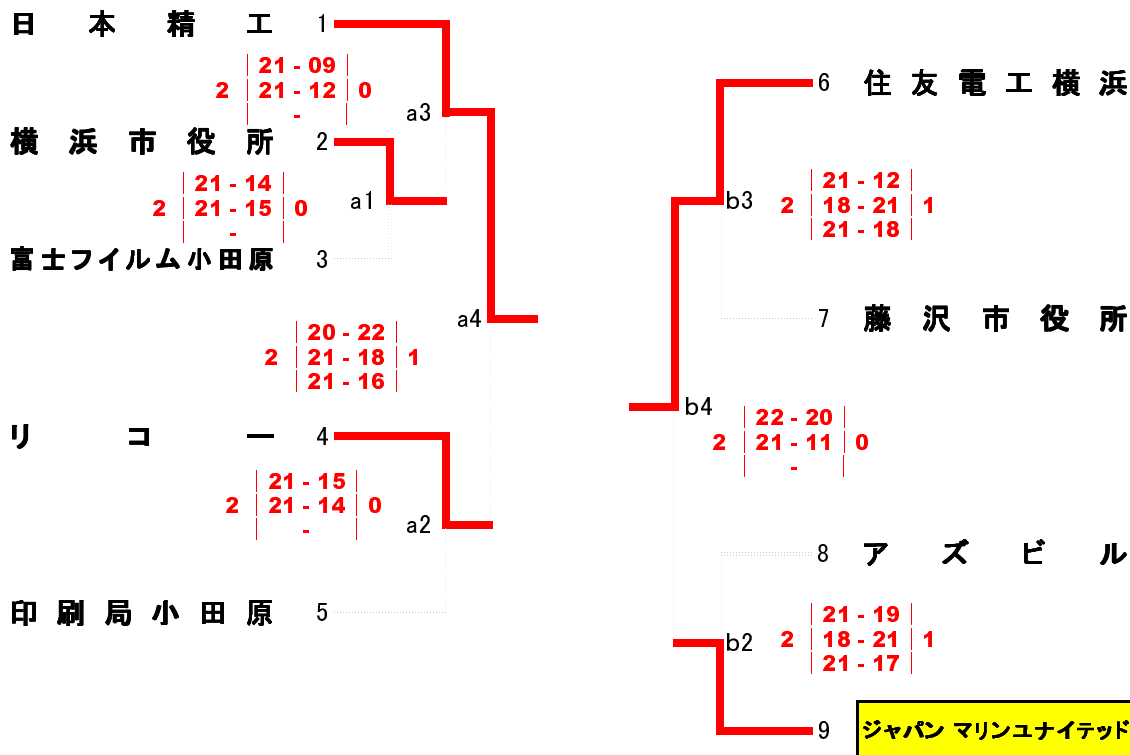 日本精工 1
21 - 09
2 21 - 12 0
-
a3
横浜市役所 2
21 - 14
2 21 - 15 0
-
a1
富士フイルム小田原 3
a4
20 - 22
2 21 - 18 1
21 - 16
リコー 4
21 - 15
2 21 - 14 0
-
a2
印刷局小田原 5
6 住友電工横浜
b3
21 - 12
2 18 - 21 1
21 - 18
7 藤沢市役所
b4
22 - 20
2 21 - 11 0
-
8 アズビル
b2
21 - 19
2 18 - 21 1
21 - 17
9 ジャパン マリンユナイテッド